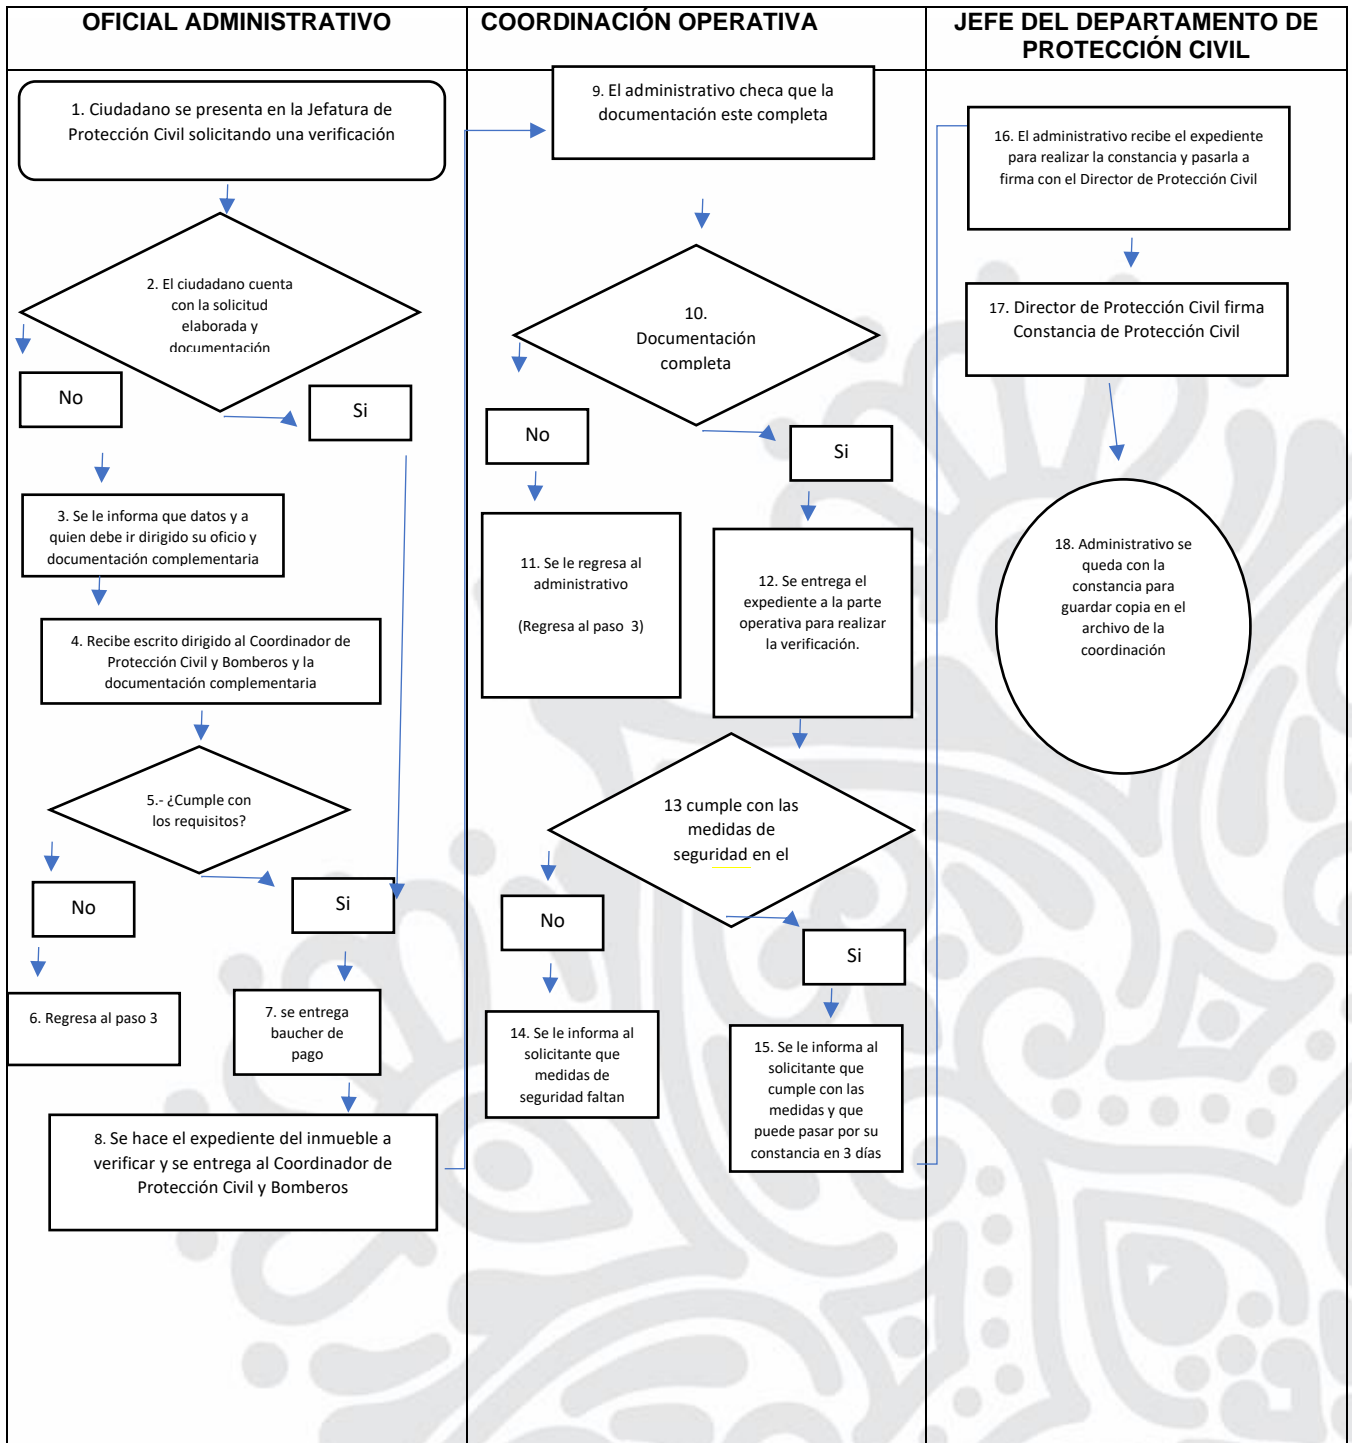 OFICIAL ADMINISTRATIVO
COORDINACIÓN OPERATIVA
JEFE DEL DEPARTAMENTO DE
PROTECCIÓN CIVIL
1. Ciudadano se presenta en la Jefatura de
Protección Civil solicitando una verificación
2. El ciudadano cuenta
con la solicitud
elaborada y
documentación
No
Si
3. Se le informa que datos y a
quien debe ir dirigido su oficio y
documentación complementaria
4. Recibe escrito dirigido al Coordinador de
Protección Civil y Bomberos y la
documentación complementaria
5.- ¿Cumple con
los requisitos?
No
Si
6. Regresa al paso 3
7. se entrega
baucher de
pago
8. Se hace el expediente del inmueble a
verificar y se entrega al Coordinador de
Protección Civil y Bomberos
9. El administrativo checa que la
documentación este completa
10.
Documentación
completa
No
Si
11. Se le regresa al
administrativo
(Regresa al paso 3)
12. Se entrega el
expediente a la parte
operativa para realizar
la verificación.
13 cumple con las
medidas de
seguridad en el
No
Si
14. Se le informa al
solicitante que
medidas de
seguridad faltan
15. Se le informa al
solicitante que
cumple con las
medidas y que
puede pasar por su
constancia en 3 días
16. El administrativo recibe el expediente
para realizar la constancia y pasarla a
firma con el Director de Protección Civil
17. Director de Protección Civil firma
Constancia de Protección Civil
18. Administrativo se
queda con la
constancia para
guardar copia en el
archivo de la
coordinación